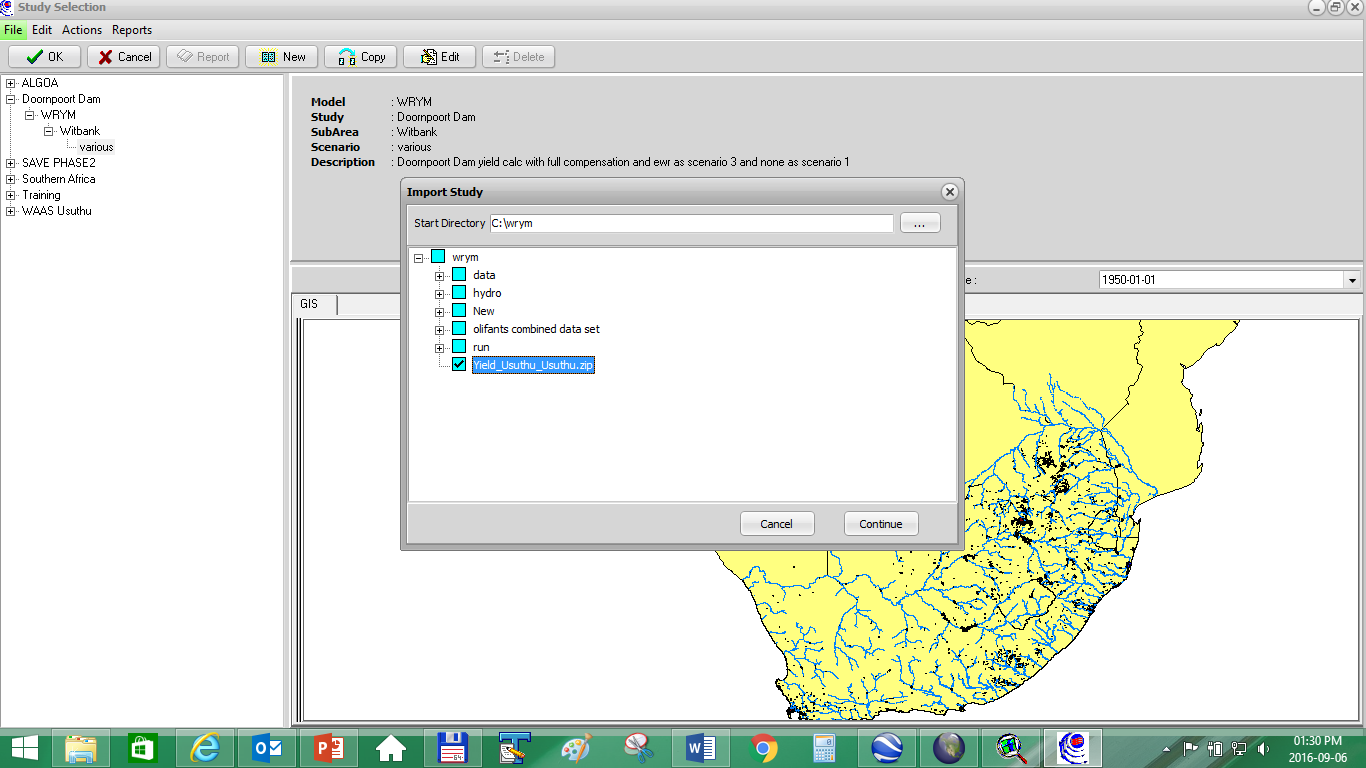 Study Selection
File Edit Actions Reports
OK Cancel Report New Copy Edit Delete
ALGOA
Doornpoort Dam
WRYM
Witbank
various
SAVE PHASE2
Southern Africa
Training
WAAS Usuthu
Model : WRYM
Study : Doornpoort Dam
SubArea : Witbank
Scenario : various
Description : Doornpoort Dam yield calc with full compensation and ewr as scenario 3 and none as scenario 1
Import Study
Start Directory C:\wrym ...
wrym
data
hydro
New
olifants combined data set
run
Yield_Usuthu_Usuthu.zip
Cancel Continue
e : 1950-01-01
GIS
64
01:30 PM
2016-09-06